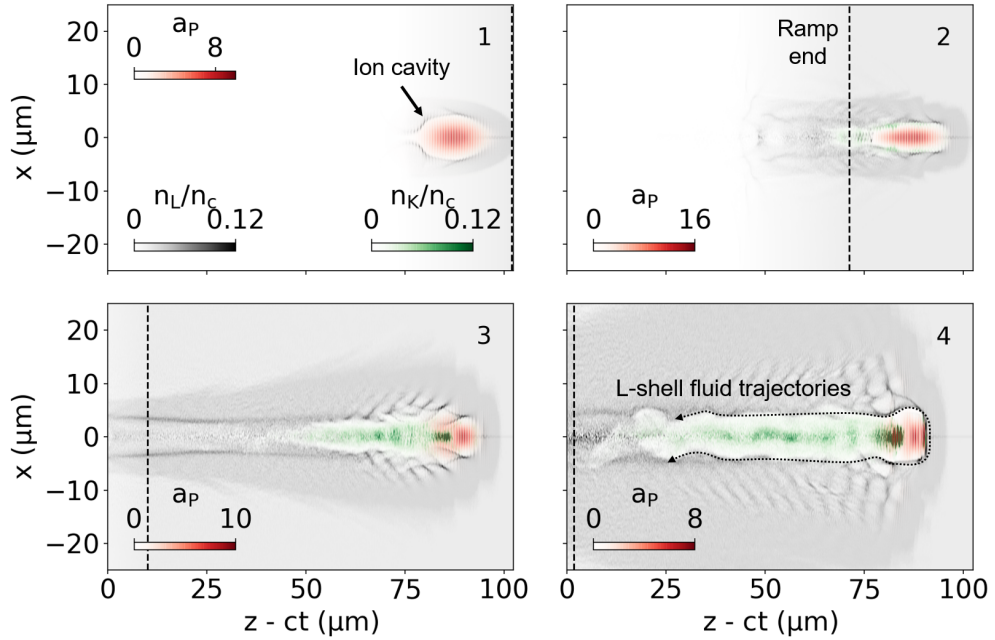 a_P
0 8
1
Ion cavity
n_L/n_c
0 0.12
n_K/n_c
0 0.12
20
10
0
−10
−20
x (μm)
2
Ramp
end
a_P
0 16
3
a_P
0 10
20
10
0
−10
−20
x (μm)
0 25 50 75 100
z - ct (μm)
4
L-shell fluid trajectories
a_P
0 8
0 25 50 75 100
z - ct (μm)